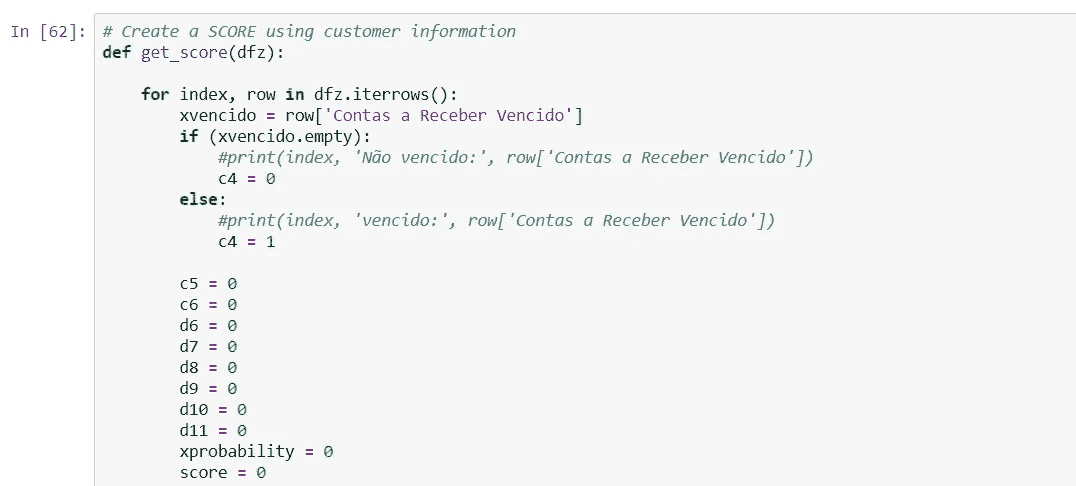 In [62]: # Create a SCORE using customer information
def get_score(dfz):
for index, row in dfz.iterrows():
xvencido = row['Contas a Receber Vencido']
if (xvencido.empty):
#print(index, 'Não vencido:', row['Contas a Receber Vencido'])
c4 = 0
else:
#print(index, 'vencido:', row['Contas a Receber Vencido'])
c4 = 1
c5 = 0
c6 = 0
d6 = 0
d7 = 0
d8 = 0
d9 = 0
d10 = 0
d11 = 0
xprobability = 0
score = 0